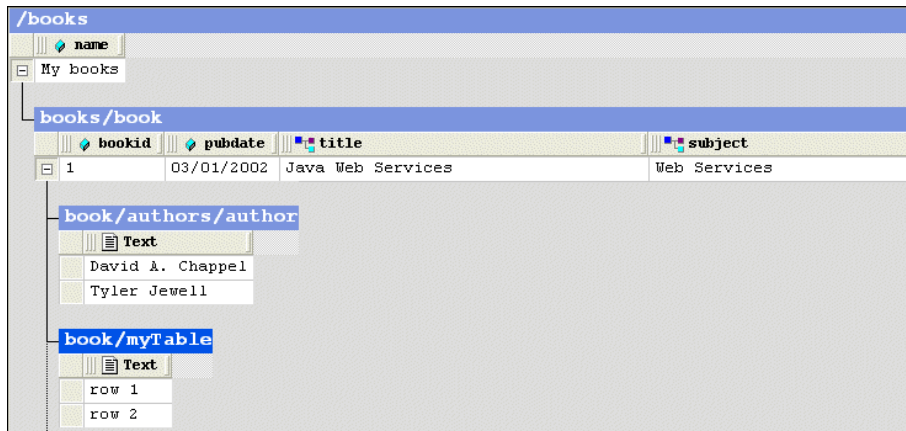 /books
name
My books
books/book
bookid pubdate title subject
1 03/01/2002 Java Web Services Web Services
book/authors/author
Text
David A. Chappel
Tyler Jewell
book/myTable
Text
row 1
row 2